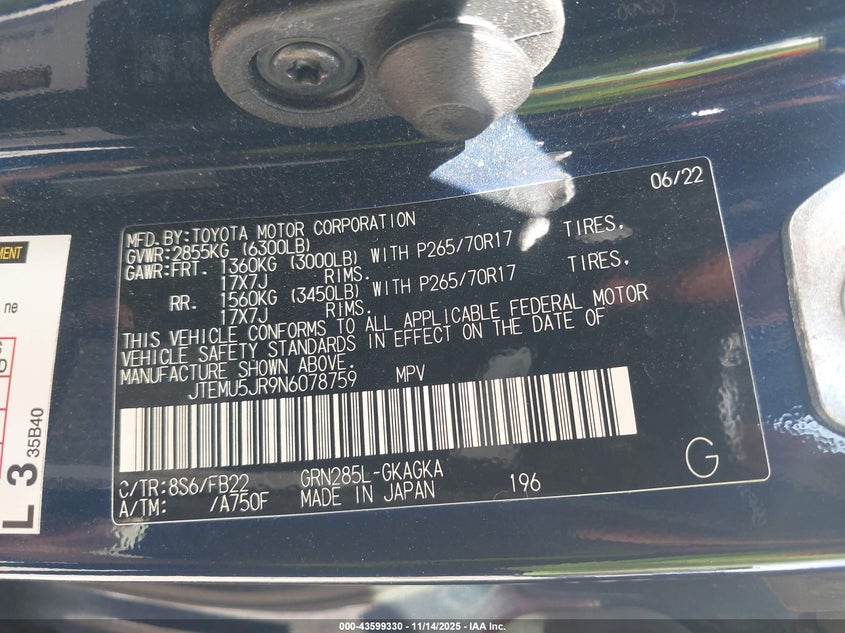 06/22
MFD. BY: TOYOTA MOTOR CORPORATION
GVWR: 2855KG (6300LB)
GAWR: FRT. 1360KG (3000LB) WITH P265/70R17 TIRES,
17X7J RIMS.
RR. 1560KG (3450LB) WITH P265/70R17 TIRES,
17X7J RIMS.
THIS VEHICLE CONFORMS TO ALL APPLICABLE FEDERAL MOTOR
VEHICLE SAFETY STANDARDS IN EFFECT ON THE DATE OF
MANUFACTURE SHOWN ABOVE.
JTEMU5JR9N6078759 MPV
C/TR: 8S6/FB22 GRN285L-GKAGKA
A/TM: /A750F MADE IN JAPAN 196
G
MENT
ne
L 3
35B40
000-43599330 - 11/14/2025 - IAA Inc.